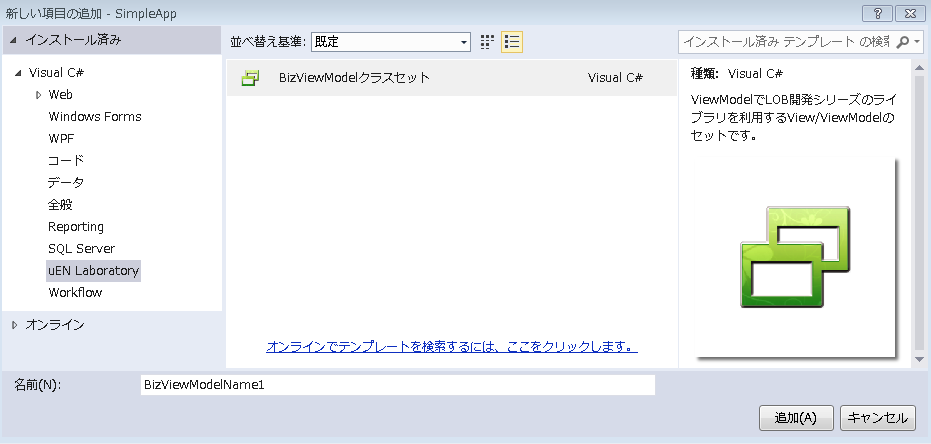 新しい項目の追加 - SimpleApp
インストール済み
並べ替え基準: 既定
インストール済み テンプレート の検索
Visual C#
Web
Windows Forms
WPF
コード
データ
全般
Reporting
SQL Server
uEN Laboratory
Workflow
オンライン
BizViewModelクラスセット Visual C#
オンラインでテンプレートを検索するには、ここをクリックします。
種類: Visual C#
ViewModelでLOB開発シリーズのライ
ブラリを利用するView/ViewModelの
セットです。
名前(N): BizViewModelName1
追加(A) キャンセル